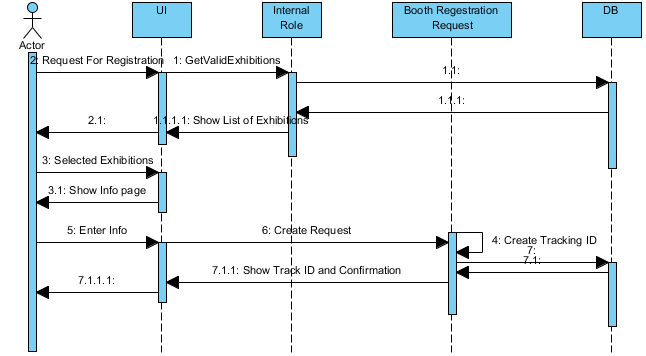 UI
Internal
Role
Booth Regestration
Request
DB
Actor
2: Request For Registration
1: GetValidExhibitions
1.1:
1.1.1:
2.1:
1.1.1.1: Show List of Exhibitions
3: Selected Exhibitions
3.1: Show Info page
5: Enter Info
6: Create Request
4: Create Tracking ID
7:
7.1:
7.1.1: Show Track ID and Confirmation
7.1.1.1: